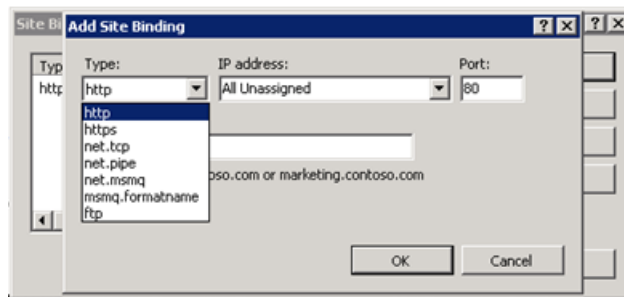 Site Bi
Add Site Binding
Typ
http
Type:
IP address:
Port:
http
All Unassigned
80
http
https
net.tcp
net.pipe
net.msmq
msmq.formatname
ftp
oso.com or marketing.contoso.com
OK
Cancel